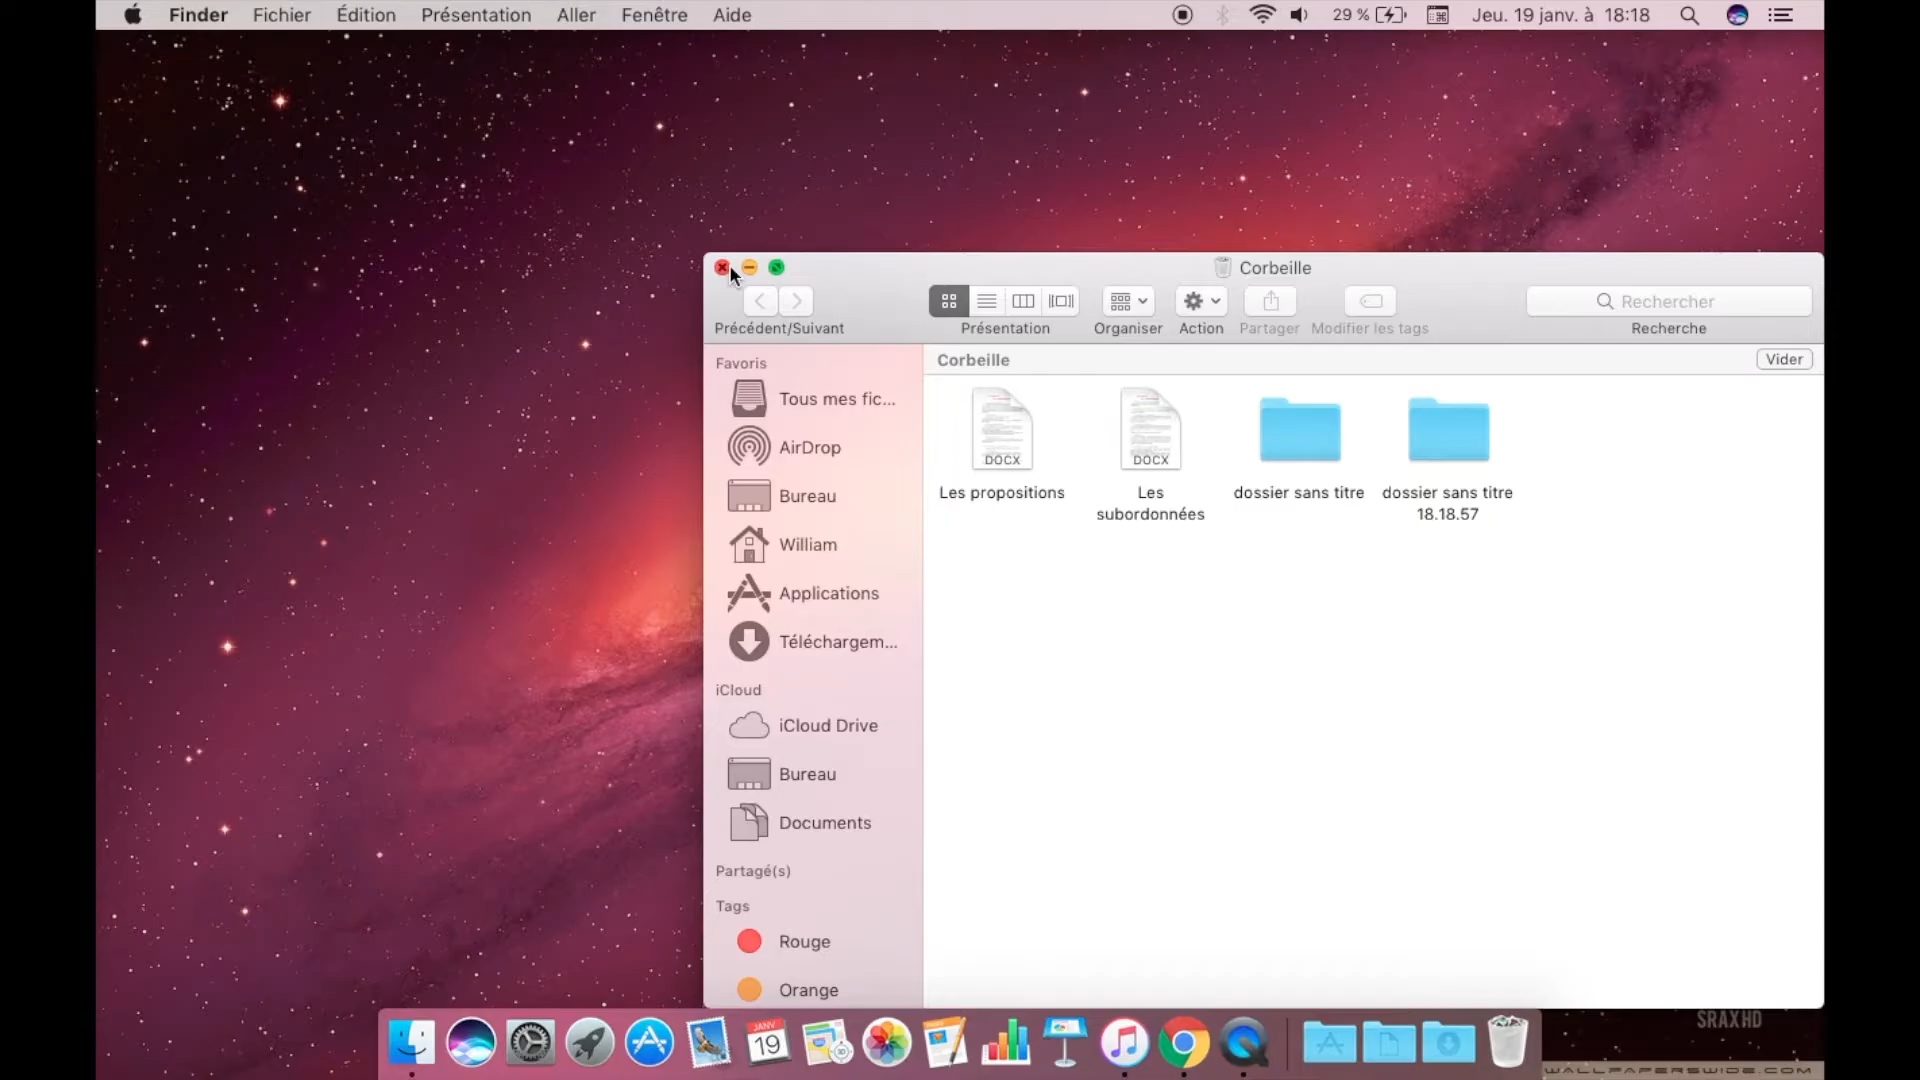 Finder Fichier Édition Présentation Aller Fenêtre Aide 29 % Jeu. 19 janv. à 18:18
Corbeille
Rechercher
Précédent/Suivant Présentation Organiser Action Partager Modifier les tags Recherche
Favoris
Tous mes fic...
AirDrop
Bureau
William
Applications
Téléchargem...
iCloud
iCloud Drive
Bureau
Documents
Partagé(s)
Tags
Rouge
Orange
Corbeille Vider
DOCX DOCX
Les propositions
Les
subordonnées
dossier sans titre
dossier sans titre
18.18.57
JANV
19
SRAXHD
WALLPAPERSWIDE.COM